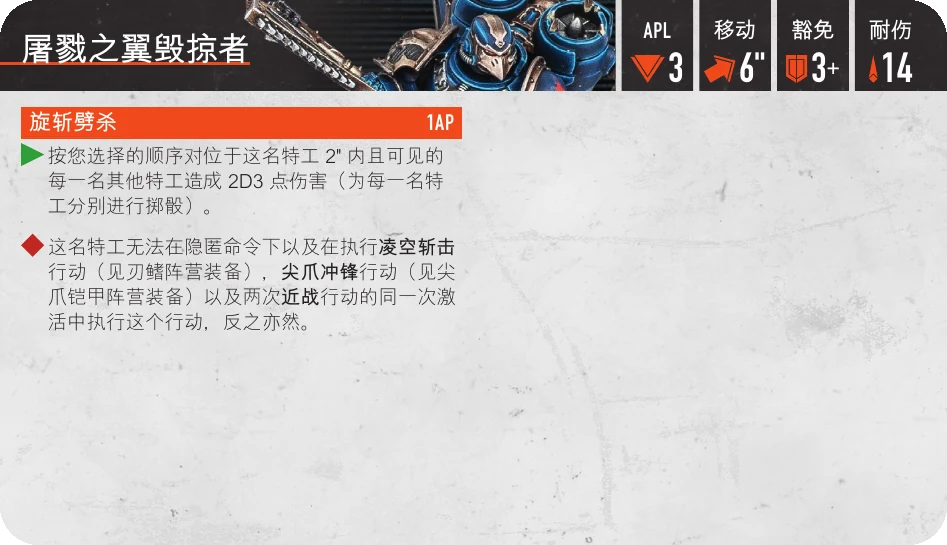 屠戮之翼毁掠者
APL 移动 豁免 耐伤
3 6" 3+ 14
旋斩劈杀 1AP
按您选择的顺序对位于这名特工 2" 内且可见的
每一名其他特工造成 2D3 点伤害（为每一名特
工分别进行掷骰）。
这名特工无法在隐匿命令下以及在执行凌空斩击
行动（见刃鳍阵营装备），尖爪冲锋行动（见尖
爪铠甲阵营装备）以及两次近战行动的同一次激
活中执行这个行动，反之亦然。